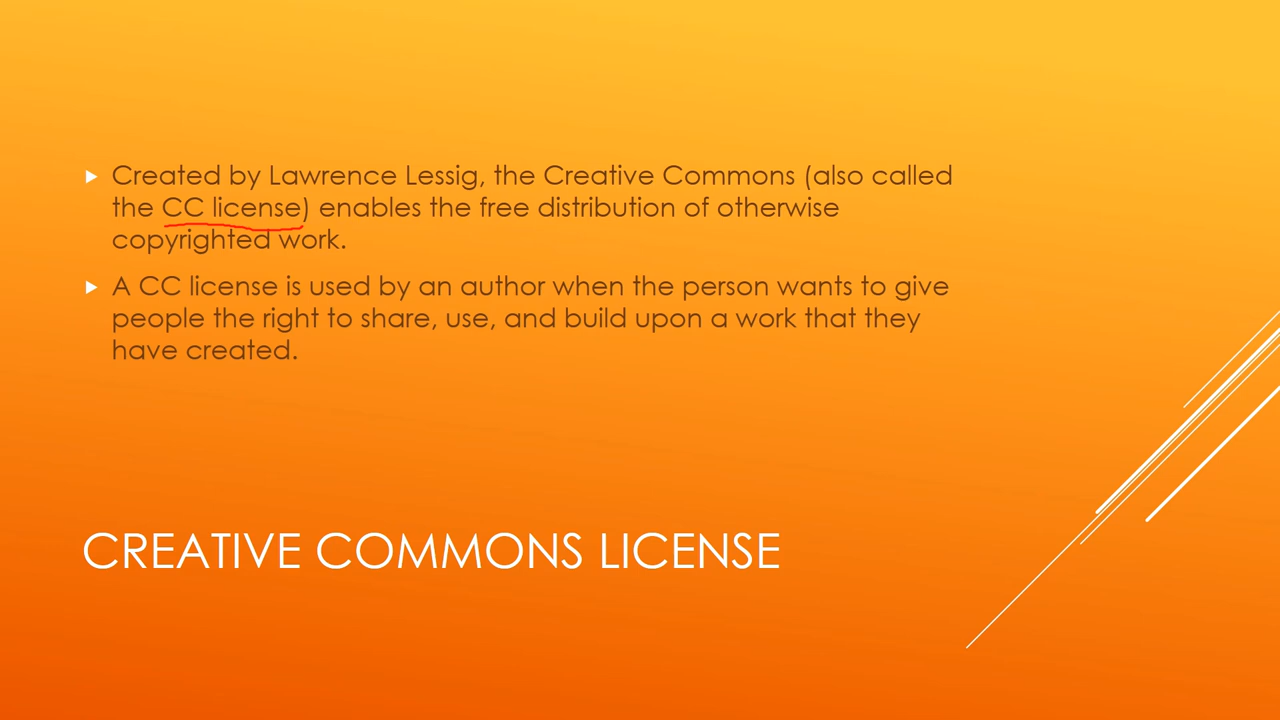 Created by Lawrence Lessig, the Creative Commons (also called
the CC license) enables the free distribution of otherwise
copyrighted work.
A CC license is used by an author when the person wants to give
people the right to share, use, and build upon a work that they
have created.
CREATIVE COMMONS LICENSE